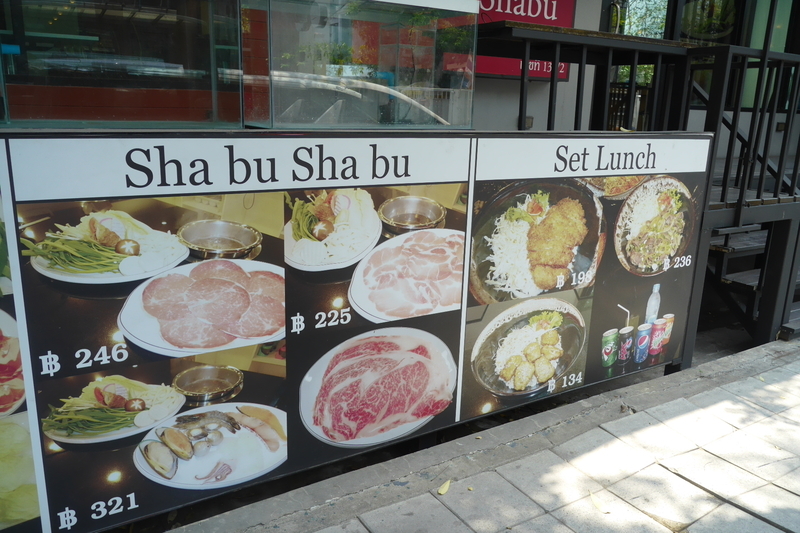 Shabu
Sha bu Sha bu
Set Lunch
฿ 246
฿ 225
฿ 321
฿ 236
฿ 134